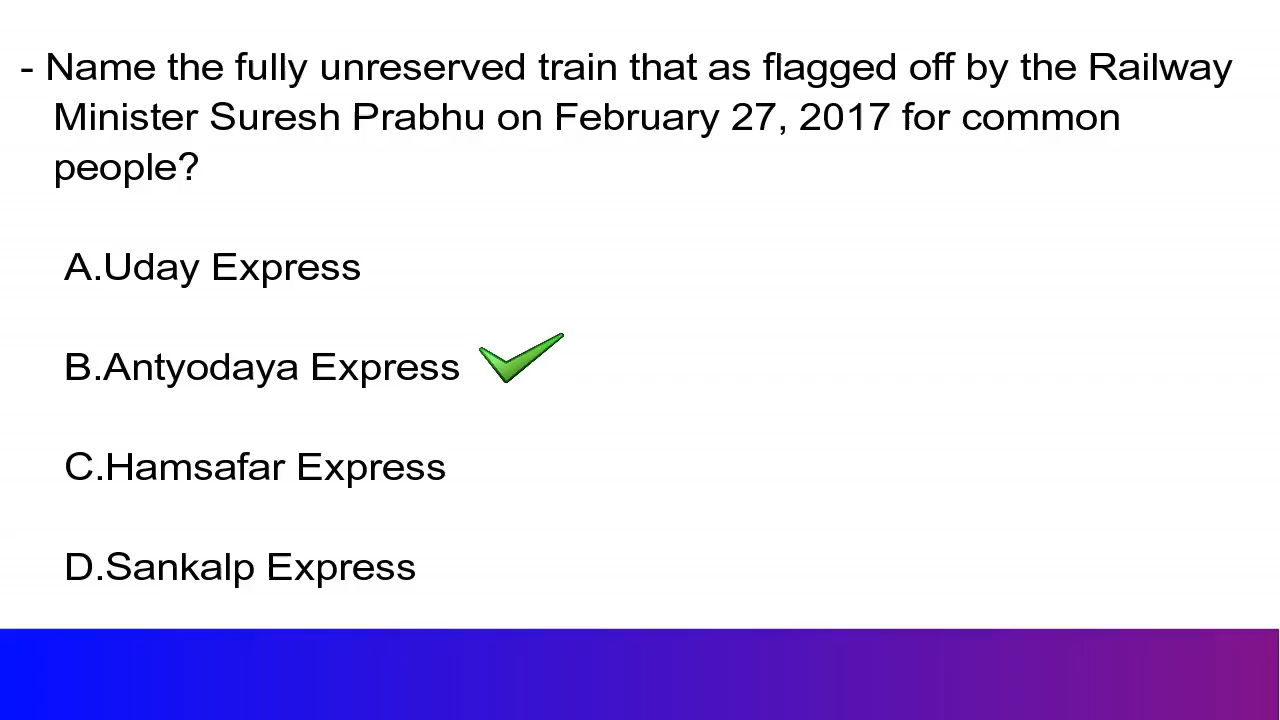 - Name the fully unreserved train that as flagged off by the Railway
Minister Suresh Prabhu on February 27, 2017 for common
people?
A.Uday Express
B.Antyodaya Express
C.Hamsafar Express
D.Sankalp Express